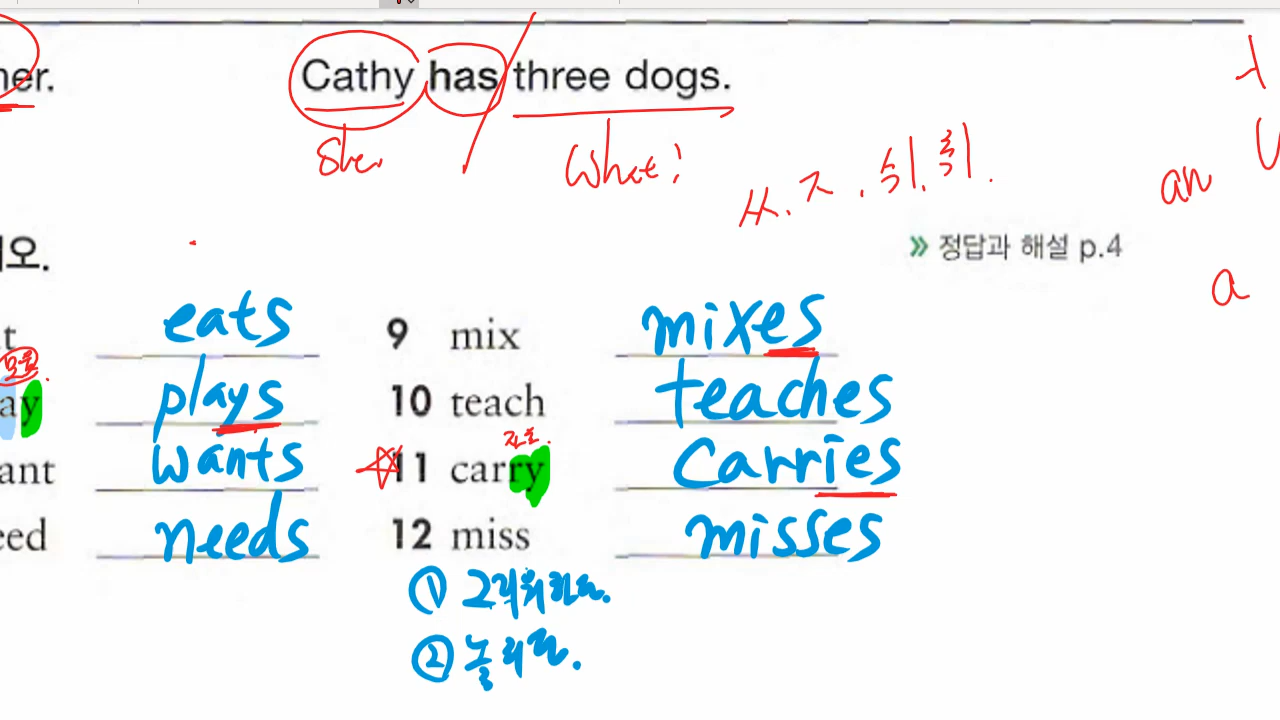 her.
Cathy has three dogs.
She
What?
ㅆ. ㅈ. 쉬. 취.
an
a
» 정답과 해설 p.4
오.
t eats 9 mix mixes
모음.
ay plays 10 teach teaches
자음.
ant wants 11 carry carries
eed needs 12 miss misses
① 그리워하다.
② 놓치다.